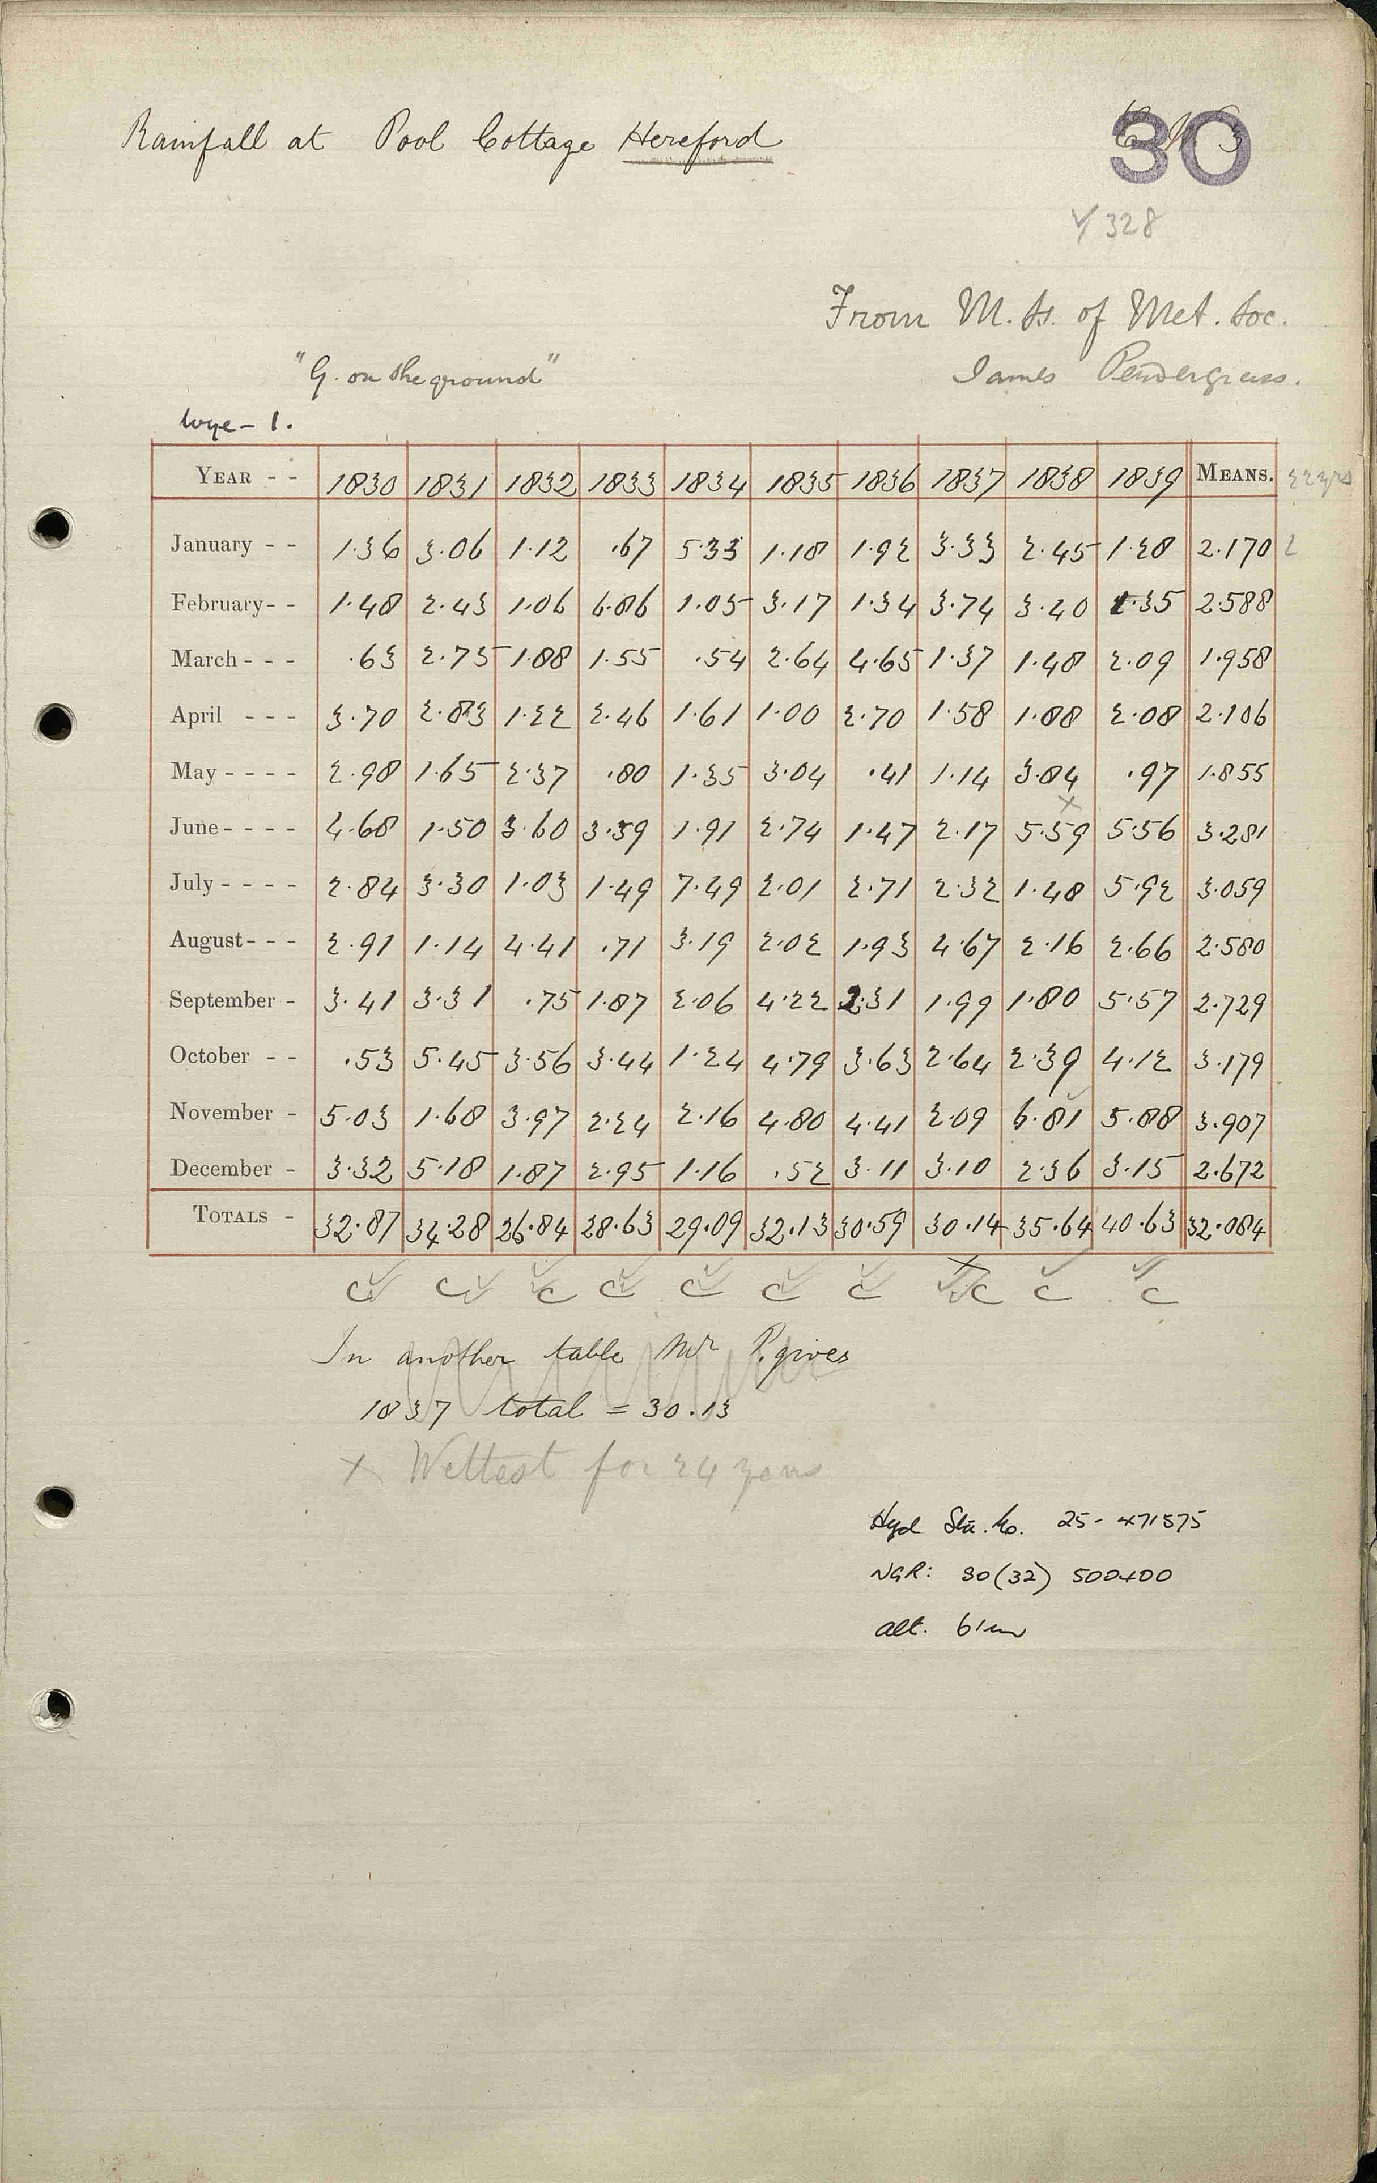 Rainfall at Pool Cottage Hereford
30
√ 328
From M.Ss. of Met. Soc.
"G. on the ground"
James Pendergrass.
Wye - 1.
YEAR - - 1830 1831 1832 1833 1834 1835 1836 1837 1838 1839 MEANS.
January - - 1.36 3.06 1.12 .67 5.33 1.18 1.92 3.33 2.45 1.28 2.170
February - - 1.48 2.43 1.06 6.86 1.05 3.17 1.34 3.74 3.40 1.35 2.588
March - - - .63 2.75 1.88 1.55 .54 2.64 4.65 1.37 1.48 2.09 1.958
April - - - 3.70 2.83 1.22 2.46 1.61 1.00 2.70 1.58 1.88 2.08 2.106
May - - - - 2.98 1.65 2.37 .80 1.35 3.04 .41 1.14 3.84 .97 1.855
June - - - - 4.68 1.50 3.60 3.59 1.91 2.74 1.47 2.17 5.59 5.56 3.281
July - - - - 2.84 3.30 1.03 1.49 7.49 2.01 2.71 2.32 1.48 5.92 3.059
August - - - 2.91 1.14 4.41 .71 3.19 2.02 1.93 4.67 2.16 2.66 2.580
September - 3.41 3.31 .75 1.87 2.06 4.22 2.31 1.99 1.80 5.57 2.729
October - - .53 5.45 3.56 3.44 1.24 4.79 3.63 2.64 2.39 4.12 3.179
November - 5.03 1.68 3.97 2.24 2.16 4.80 4.41 2.09 6.81 5.88 3.907
December - 3.32 5.18 1.87 2.95 1.16 .52 3.11 3.10 2.36 3.15 2.672
TOTALS - 32.87 34.28 26.84 28.63 29.09 32.13 30.59 30.14 35.64 40.63 32.084
C C C C C C C C C C
In another table Mr P. gives
1837 total = 30.13
x Wettest for 24 years
Hyd Sta. No. 25-471575
NGR: 30(32) 500400
alt. 61m